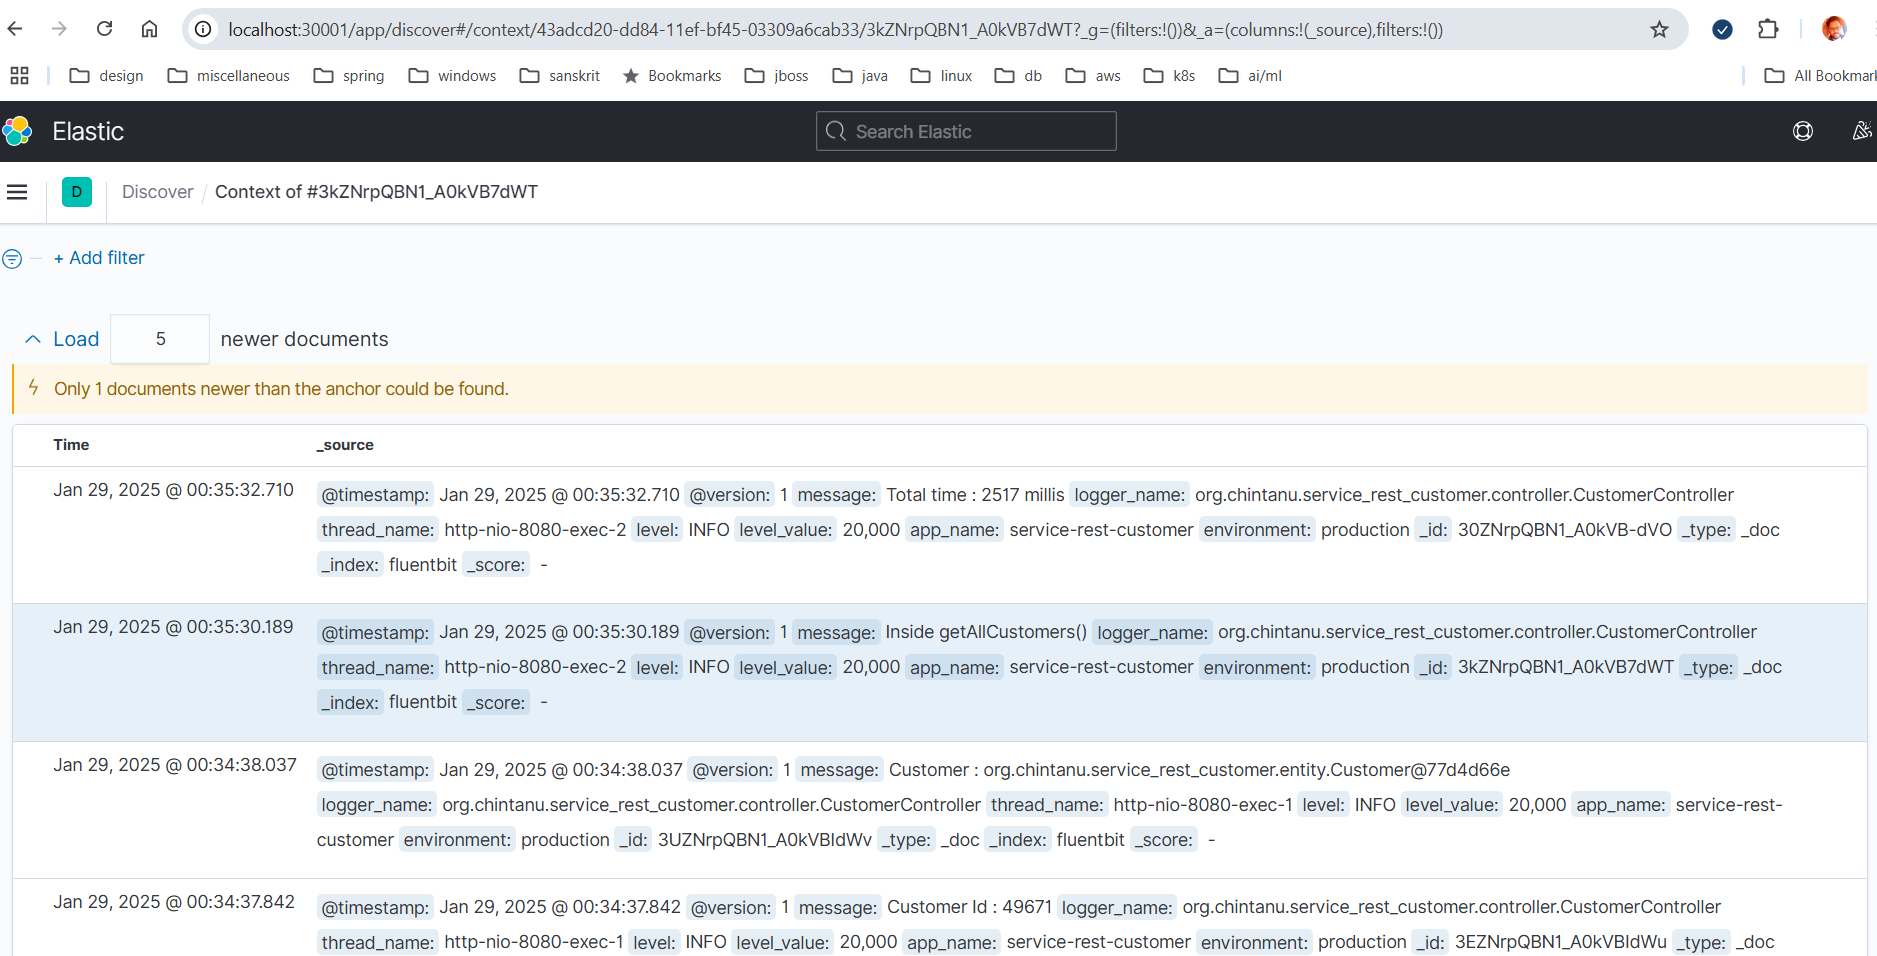 localhost:30001/app/discover#/context/43adcd20-dd84-11ef-bf45-03309a6cab33/3kZNrpQBN1_A0kVB7dWT?_g=(filters:!())&_a=(columns:!(_source),filters:!())
design miscellaneous spring windows sanskrit Bookmarks jboss java linux db aws k8s ai/ml All Bookmar
Elastic Search Elastic
D Discover / Context of #3kZNrpQBN1_A0kVB7dWT
+ Add filter
Load 5 newer documents
Only 1 documents newer than the anchor could be found.
Time _source
Jan 29, 2025 @ 00:35:32.710 @timestamp: Jan 29, 2025 @ 00:35:32.710 @version: 1 message: Total time : 2517 millis logger_name: org.chintanu.service_rest_customer.controller.CustomerController
thread_name: http-nio-8080-exec-2 level: INFO level_value: 20,000 app_name: service-rest-customer environment: production _id: 30ZNrpQBN1_A0kVB-dVO _type: _doc
_index: fluentbit _score: -
Jan 29, 2025 @ 00:35:30.189 @timestamp: Jan 29, 2025 @ 00:35:30.189 @version: 1 message: Inside getAllCustomers() logger_name: org.chintanu.service_rest_customer.controller.CustomerController
thread_name: http-nio-8080-exec-2 level: INFO level_value: 20,000 app_name: service-rest-customer environment: production _id: 3kZNrpQBN1_A0kVB7dWT _type: _doc
_index: fluentbit _score: -
Jan 29, 2025 @ 00:34:38.037 @timestamp: Jan 29, 2025 @ 00:34:38.037 @version: 1 message: Customer : org.chintanu.service_rest_customer.entity.Customer@77d4d66e
logger_name: org.chintanu.service_rest_customer.controller.CustomerController thread_name: http-nio-8080-exec-1 level: INFO level_value: 20,000 app_name: service-rest-
customer environment: production _id: 3UZNrpQBN1_A0kVBIdWv _type: _doc _index: fluentbit _score: -
Jan 29, 2025 @ 00:34:37.842 @timestamp: Jan 29, 2025 @ 00:34:37.842 @version: 1 message: Customer Id : 49671 logger_name: org.chintanu.service_rest_customer.controller.CustomerController
thread_name: http-nio-8080-exec-1 level: INFO level_value: 20,000 app_name: service-rest-customer environment: production _id: 3EZNrpQBN1_A0kVBIdWu _type: _doc